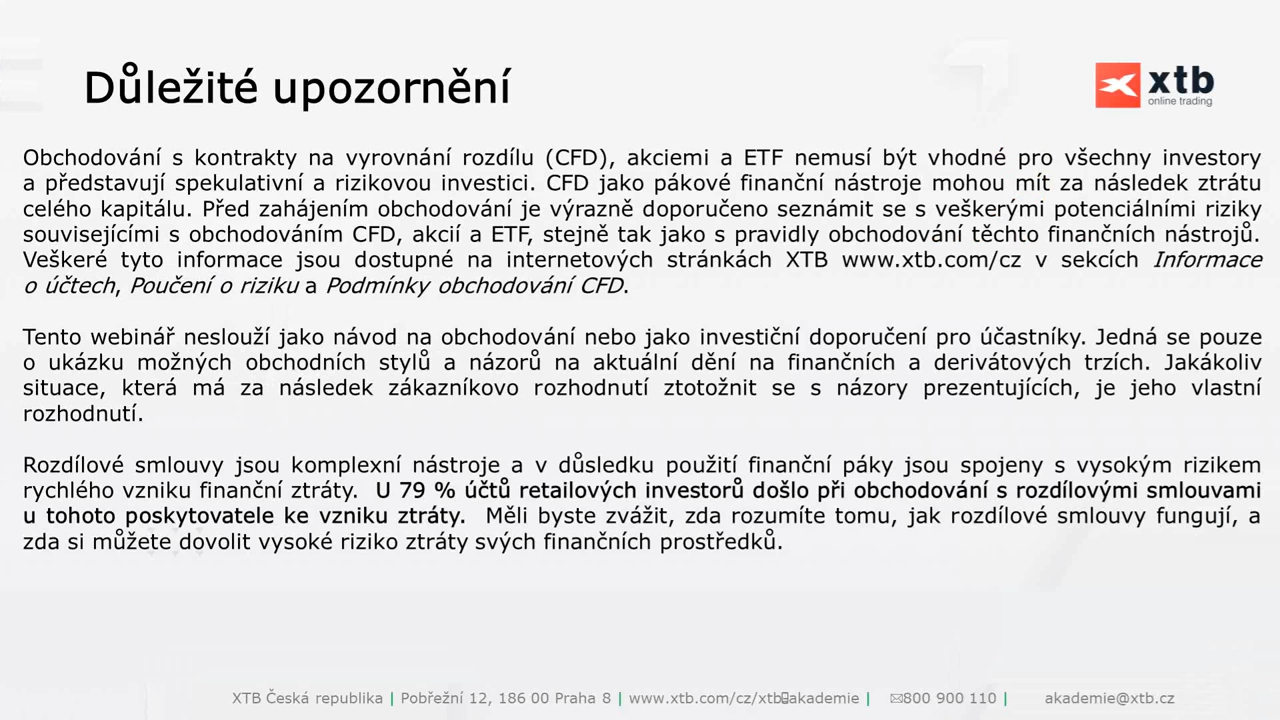 Důležité upozornění
xtb
online trading
Obchodování s kontrakty na vyrovnání rozdílu (CFD), akciemi a ETF nemusí být vhodné pro všechny investory
a představují spekulativní a rizikovou investici. CFD jako pákové finanční nástroje mohou mít za následek ztrátu
celého kapitálu. Před zahájením obchodování je výrazně doporučeno seznámit se s veškerými potenciálními riziky
souvisejícími s obchodováním CFD, akcií a ETF, stejně tak jako s pravidly obchodování těchto finančních nástrojů.
Veškeré tyto informace jsou dostupné na internetových stránkách XTB www.xtb.com/cz v sekcích Informace
o účtech, Poučení o riziku a Podmínky obchodování CFD.
Tento webinář neslouží jako návod na obchodování nebo jako investiční doporučení pro účastníky. Jedná se pouze
o ukázku možných obchodních stylů a názorů na aktuální dění na finančních a derivátových trzích. Jakákoliv
situace, která má za následek zákazníkovo rozhodnutí ztotožnit se s názory prezentujících, je jeho vlastní
rozhodnutí.
Rozdílové smlouvy jsou komplexní nástroje a v důsledku použití finanční páky jsou spojeny s vysokým rizikem
rychlého vzniku finanční ztráty. U 79 % účtů retailových investorů došlo při obchodování s rozdílovými smlouvami
u tohoto poskytovatele ke vzniku ztráty. Měli byste zvážit, zda rozumíte tomu, jak rozdílové smlouvy fungují, a
zda si můžete dovolit vysoké riziko ztráty svých finančních prostředků.
XTB Česká republika | Pobřežní 12, 186 00 Praha 8 | www.xtb.com/cz/xtb-akademie | 800 900 110 | akademie@xtb.cz